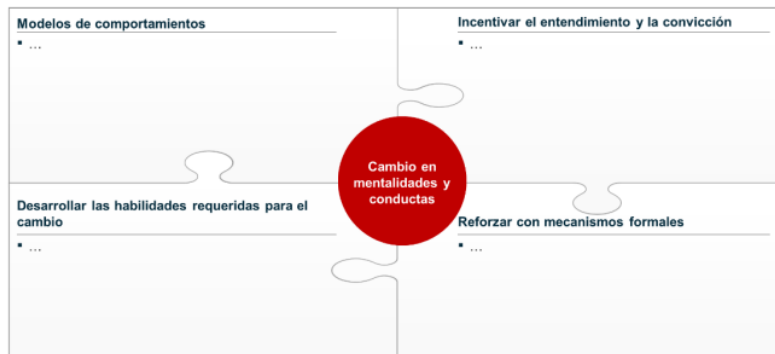 Modelos de comportamientos
▪ ...
Incentivar el entendimiento y la convicción
▪ ...
Cambio en
mentalidades y
conductas
Desarrollar las habilidades requeridas para el
cambio
▪ ...
Reforzar con mecanismos formales
▪ ...